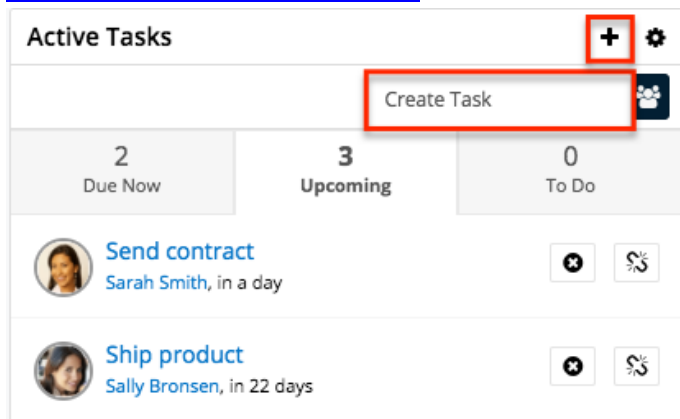 Active Tasks
Create Task
2
Due Now
3
Upcoming
0
To Do
Send contract
Sarah Smith, in a day
Ship product
Sally Bronsen, in 22 days